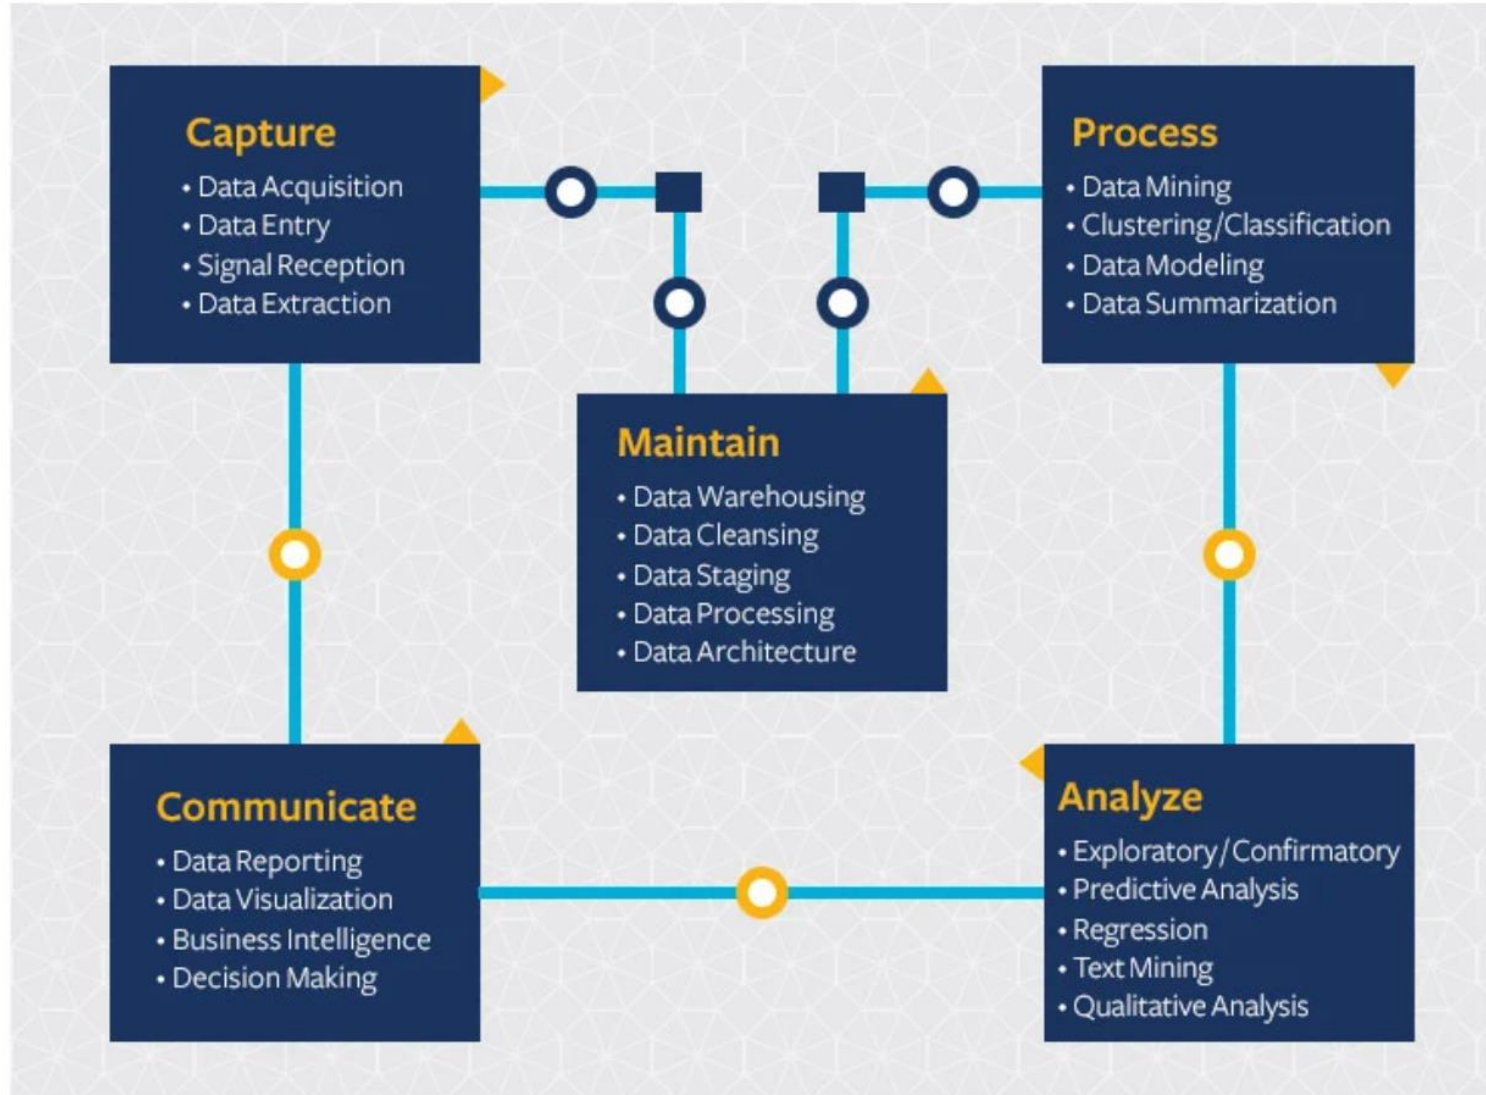 Capture
• Data Acquisition
• Data Entry
• Signal Reception
• Data Extraction
Process
• Data Mining
• Clustering/Classification
• Data Modeling
• Data Summarization
Maintain
• Data Warehousing
• Data Cleansing
• Data Staging
• Data Processing
• Data Architecture
Communicate
• Data Reporting
• Data Visualization
• Business Intelligence
• Decision Making
Analyze
• Exploratory/Confirmatory
• Predictive Analysis
• Regression
• Text Mining
• Qualitative Analysis